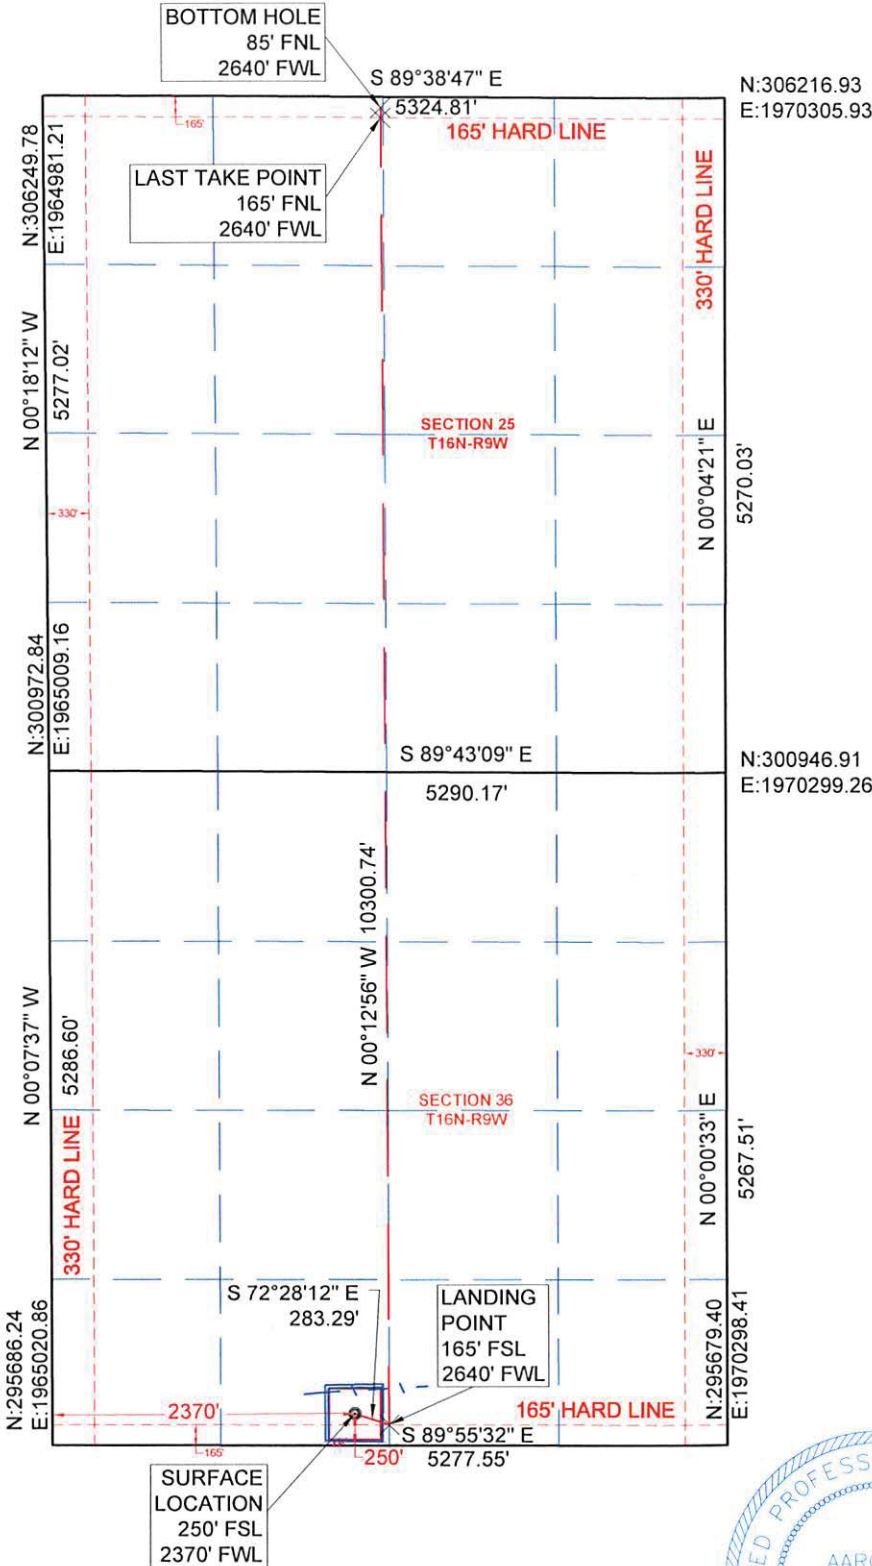 BOTTOM HOLE
85' FNL
2640' FWL
S 89°38'47" E
5324.81'
N:306216.93
E:1970305.93
165'
165' HARD LINE
N:306249.78
E:1964981.21
LAST TAKE POINT
165' FNL
2640' FWL
330' HARD LINE
N 00°18'12" W
5277.02'
SECTION 25
T16N-R9W
N 00°04'21" E
5270.03'
330'
N:300972.84
E:1965009.16
S 89°43'09" E
5290.17'
N:300946.91
E:1970299.26
N 00°12'56" W 10300.74'
N 00°07'37" W
5286.60'
330'
SECTION 36
T16N-R9W
N 00°00'33" E
5267.51'
330' HARD LINE
S 72°28'12" E
283.29'
LANDING
POINT
165' FSL
2640' FWL
N:295686.24
E:1965020.86
N:295679.40
E:1970298.41
2370'
165' HARD LINE
S 89°55'32" E
5277.55'
165'
250'
SURFACE
LOCATION
250' FSL
2370' FWL